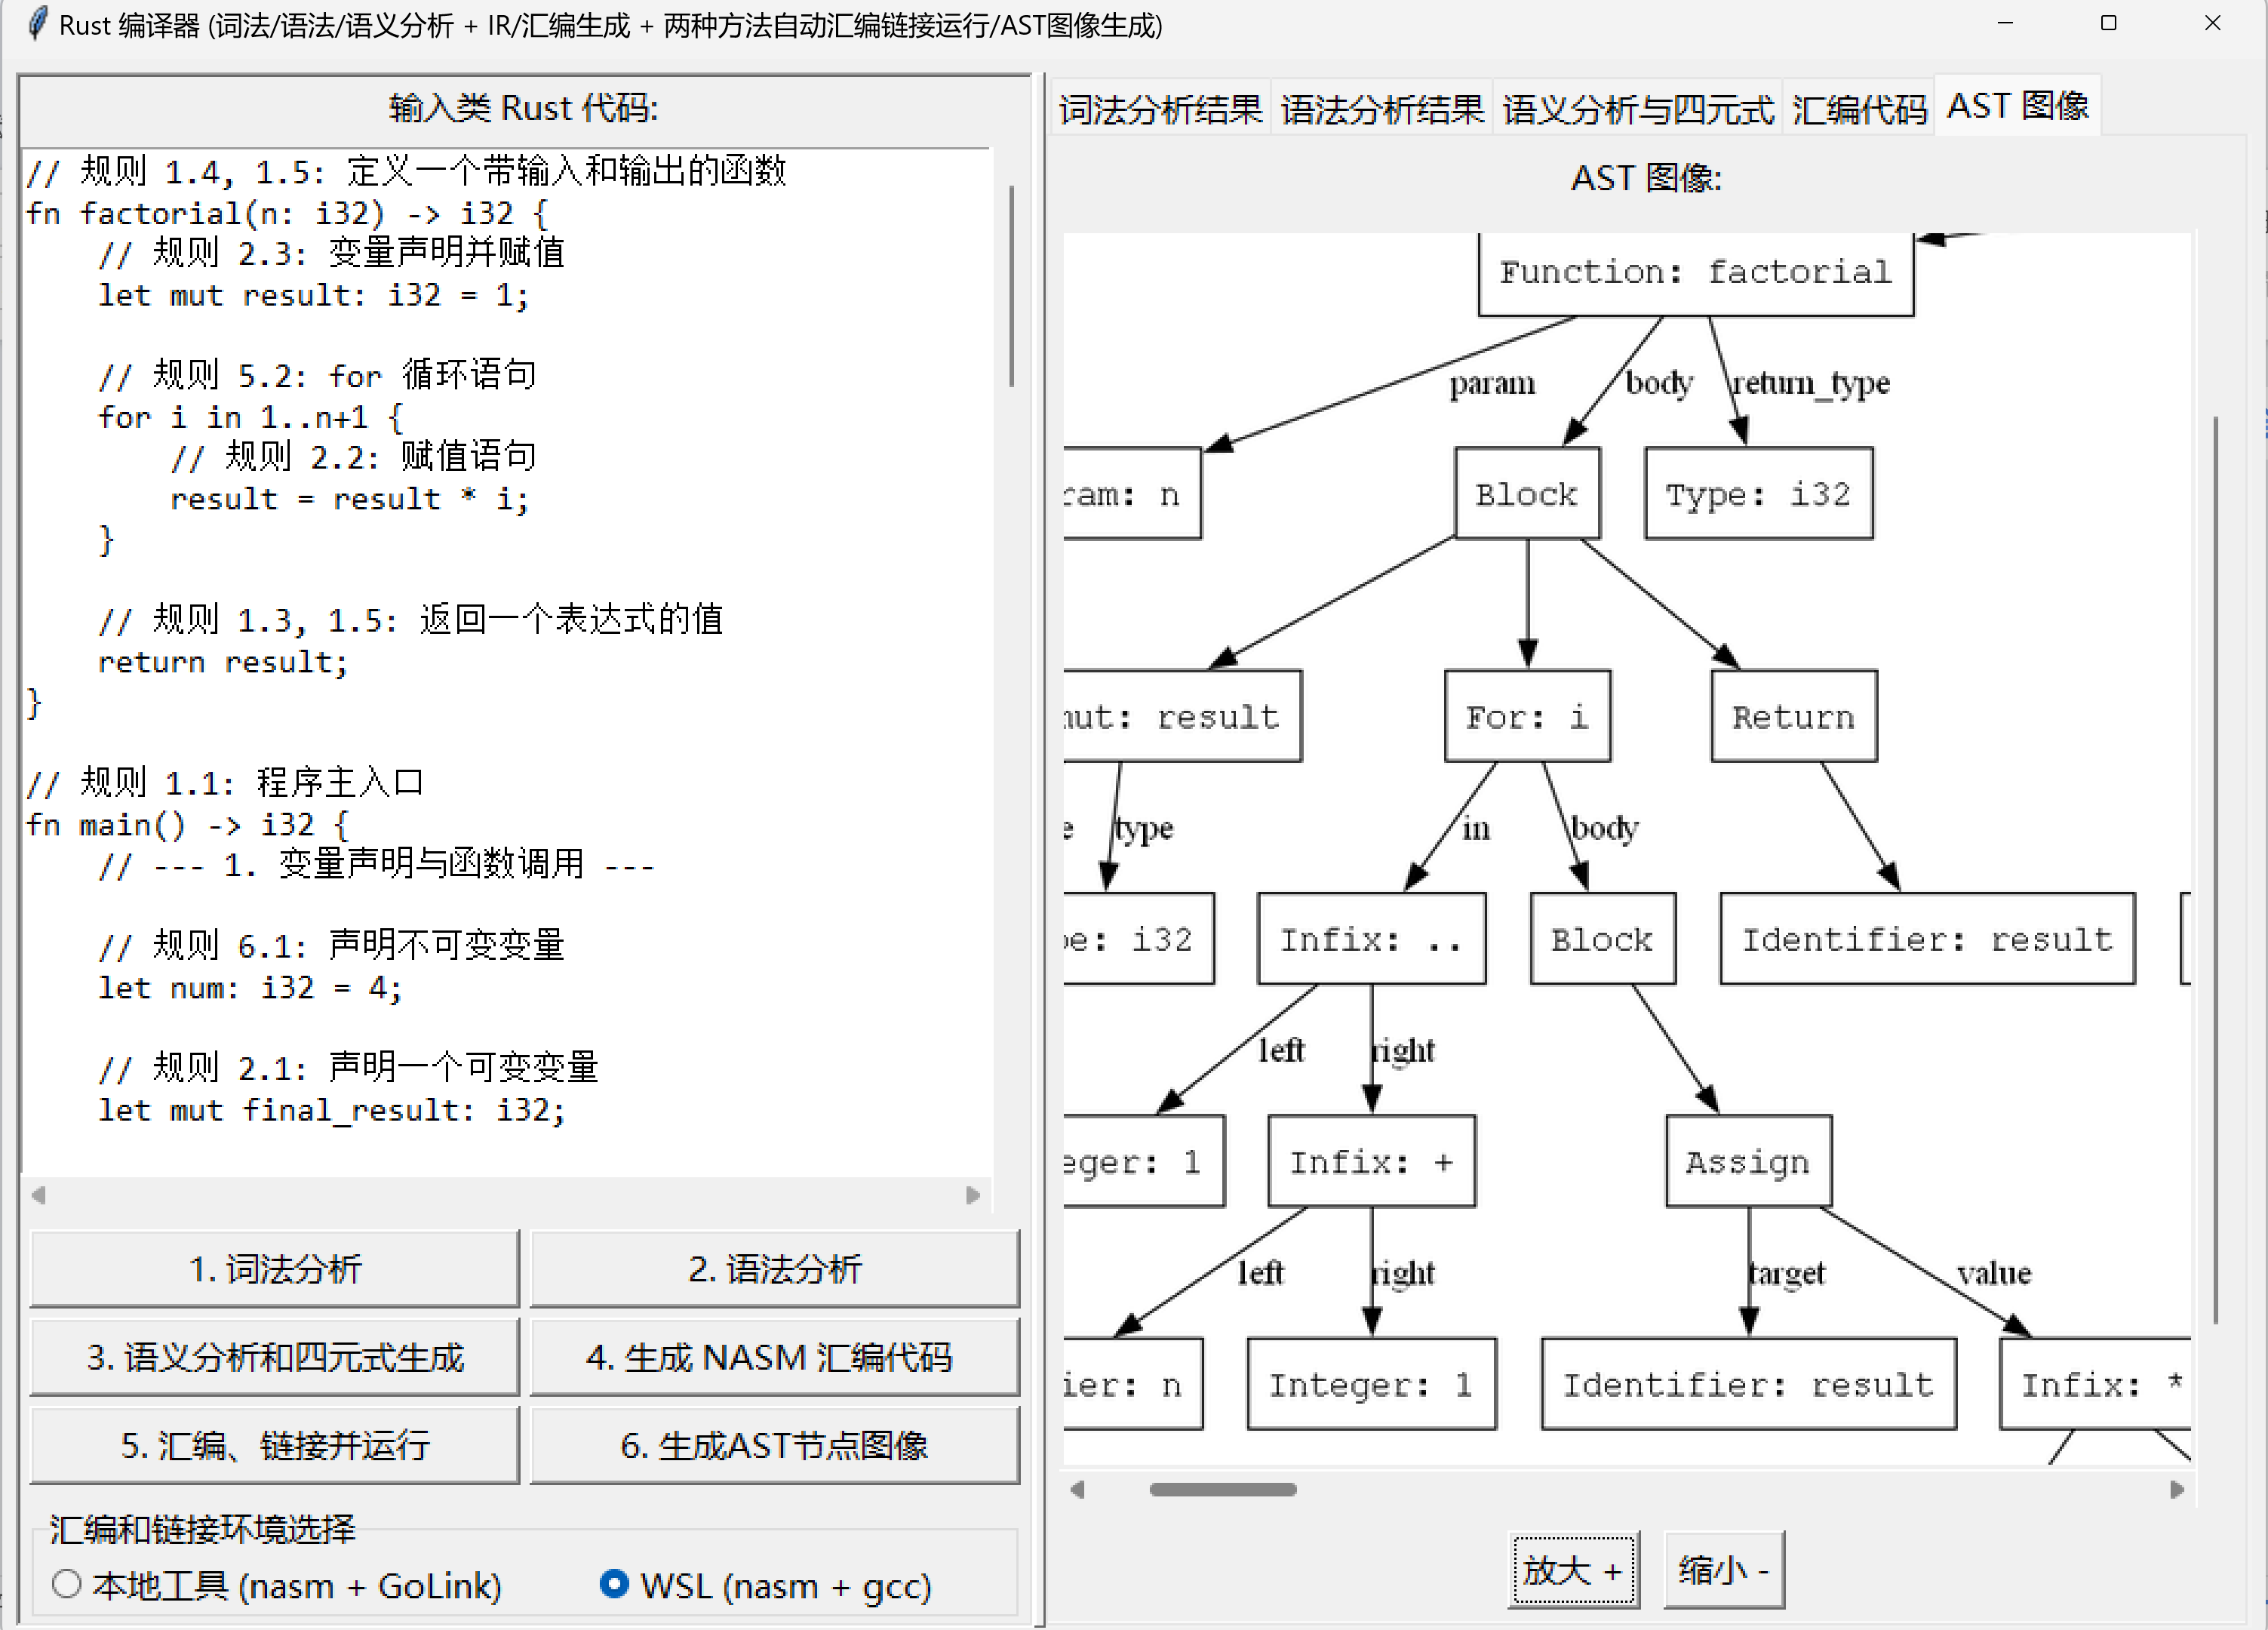 Rust 编译器 (词法/语法/语义分析 + IR/汇编生成 + 两种方法自动汇编链接运行/AST图像生成)
输入类 Rust 代码:
// 规则 1.4, 1.5: 定义一个带输入和输出的函数
fn factorial(n: i32) -> i32 {
    // 规则 2.3: 变量声明并赋值
    let mut result: i32 = 1;
    // 规则 5.2: for 循环语句
    for i in 1..n+1 {
        // 规则 2.2: 赋值语句
        result = result * i;
    }
    // 规则 1.3, 1.5: 返回一个表达式的值
    return result;
}
// 规则 1.1: 程序主入口
fn main() -> i32 {
    // --- 1. 变量声明与函数调用 ---
    // 规则 6.1: 声明不可变变量
    let num: i32 = 4;
    // 规则 2.1: 声明一个可变变量
    let mut final_result: i32;
1. 词法分析
2. 语法分析
3. 语义分析和四元式生成
4. 生成 NASM 汇编代码
5. 汇编、链接并运行
6. 生成AST节点图像
汇编和链接环境选择
本地工具 (nasm + GoLink)
WSL (nasm + gcc)
词法分析结果
语法分析结果
语义分析与四元式
汇编代码
AST 图像
AST 图像:
Function: factorial
param
body
return_type
ram: n
Block
Type: i32
mut: result
For: i
Return
e
type
in
body
pe: i32
Infix: ..
Block
Identifier: result
left
right
eger: 1
Infix: +
Assign
left
right
target
value
ier: n
Integer: 1
Identifier: result
Infix: *
放大 +
缩小 -